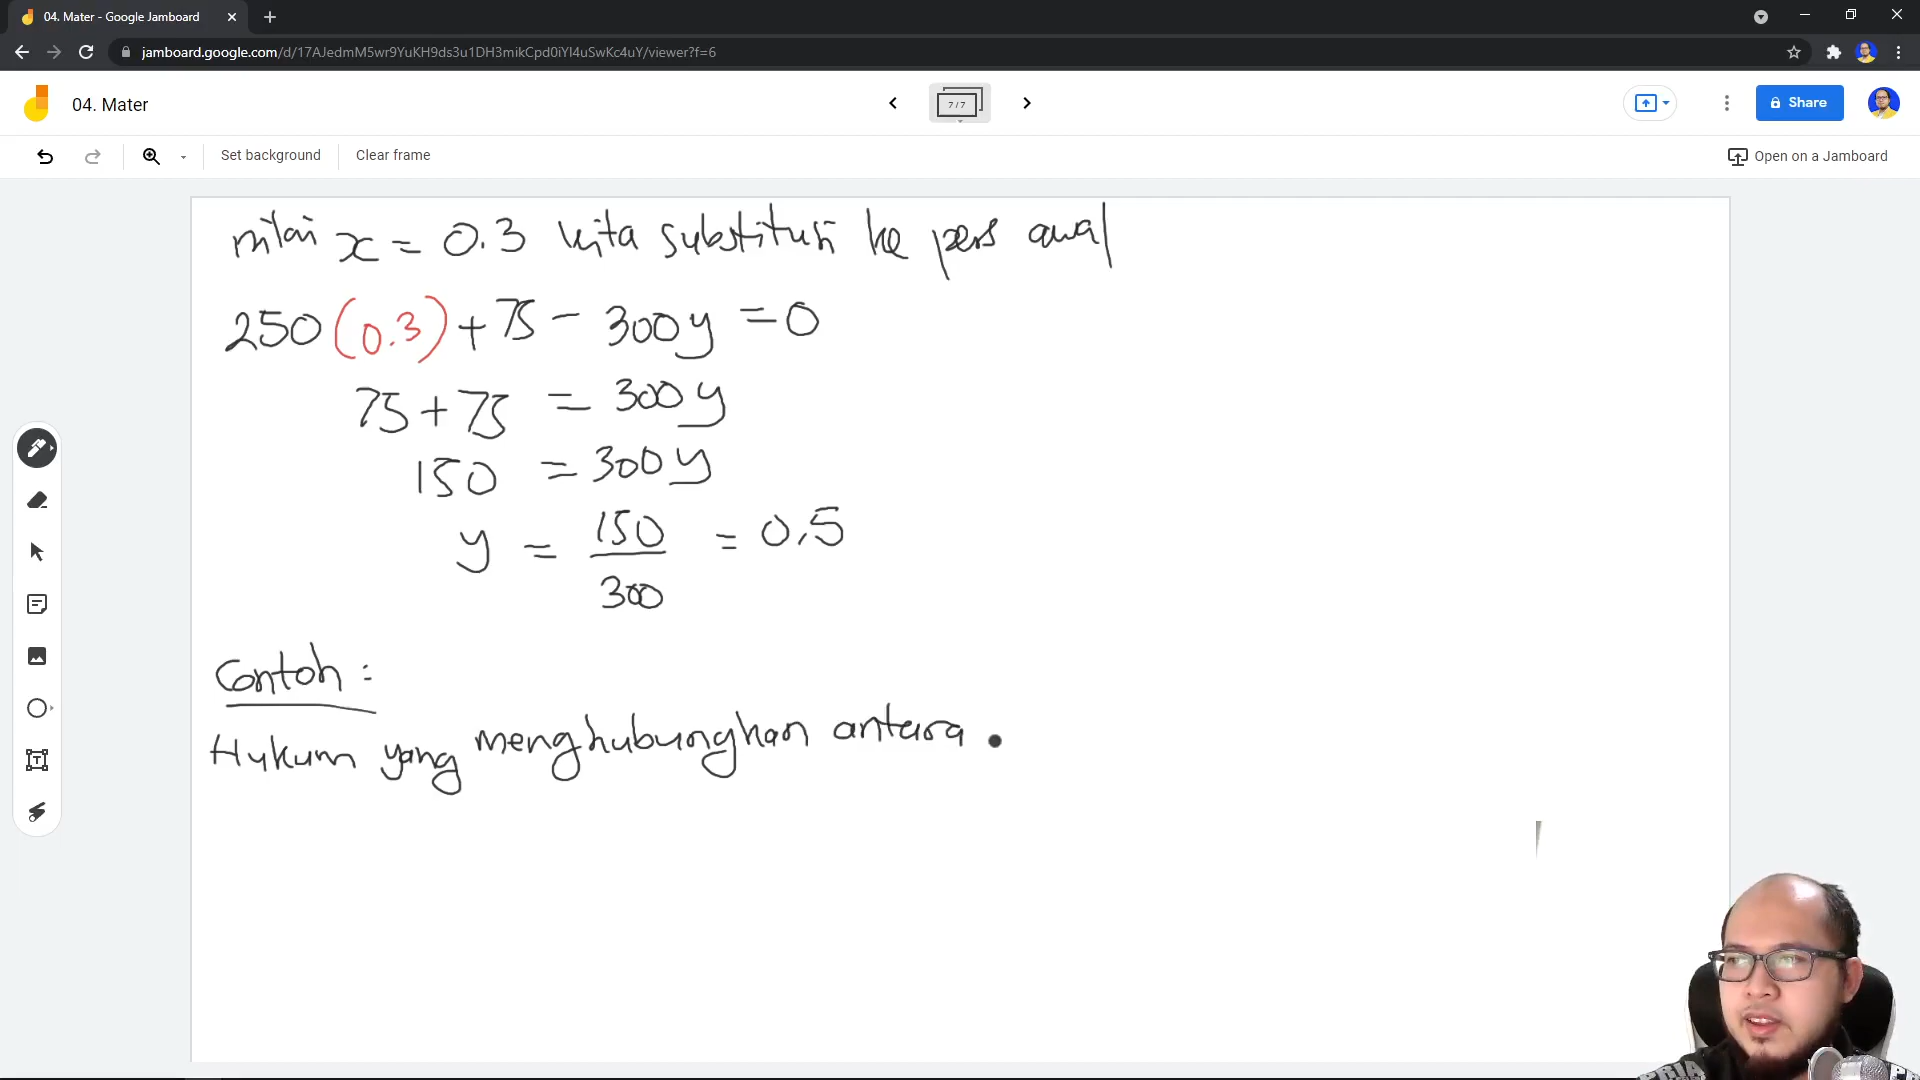 04. Mater - Google Jamboard
jamboard.google.com/d/17AJedmM5wr9YuKH9ds3u1DH3mikCpd0iYl4uSwKc4uY/viewer?f=6
04. Mater
7 / 7
Share
Set background
Clear frame
Open on a Jamboard
nilai x = 0.3 kita substitusi ke pers awal
250 (0.3) + 75 - 300y = 0
75 + 75 = 300y
150 = 300y
y = 150/300 = 0,5
Contoh :
Hukum yang menghubungkan antara